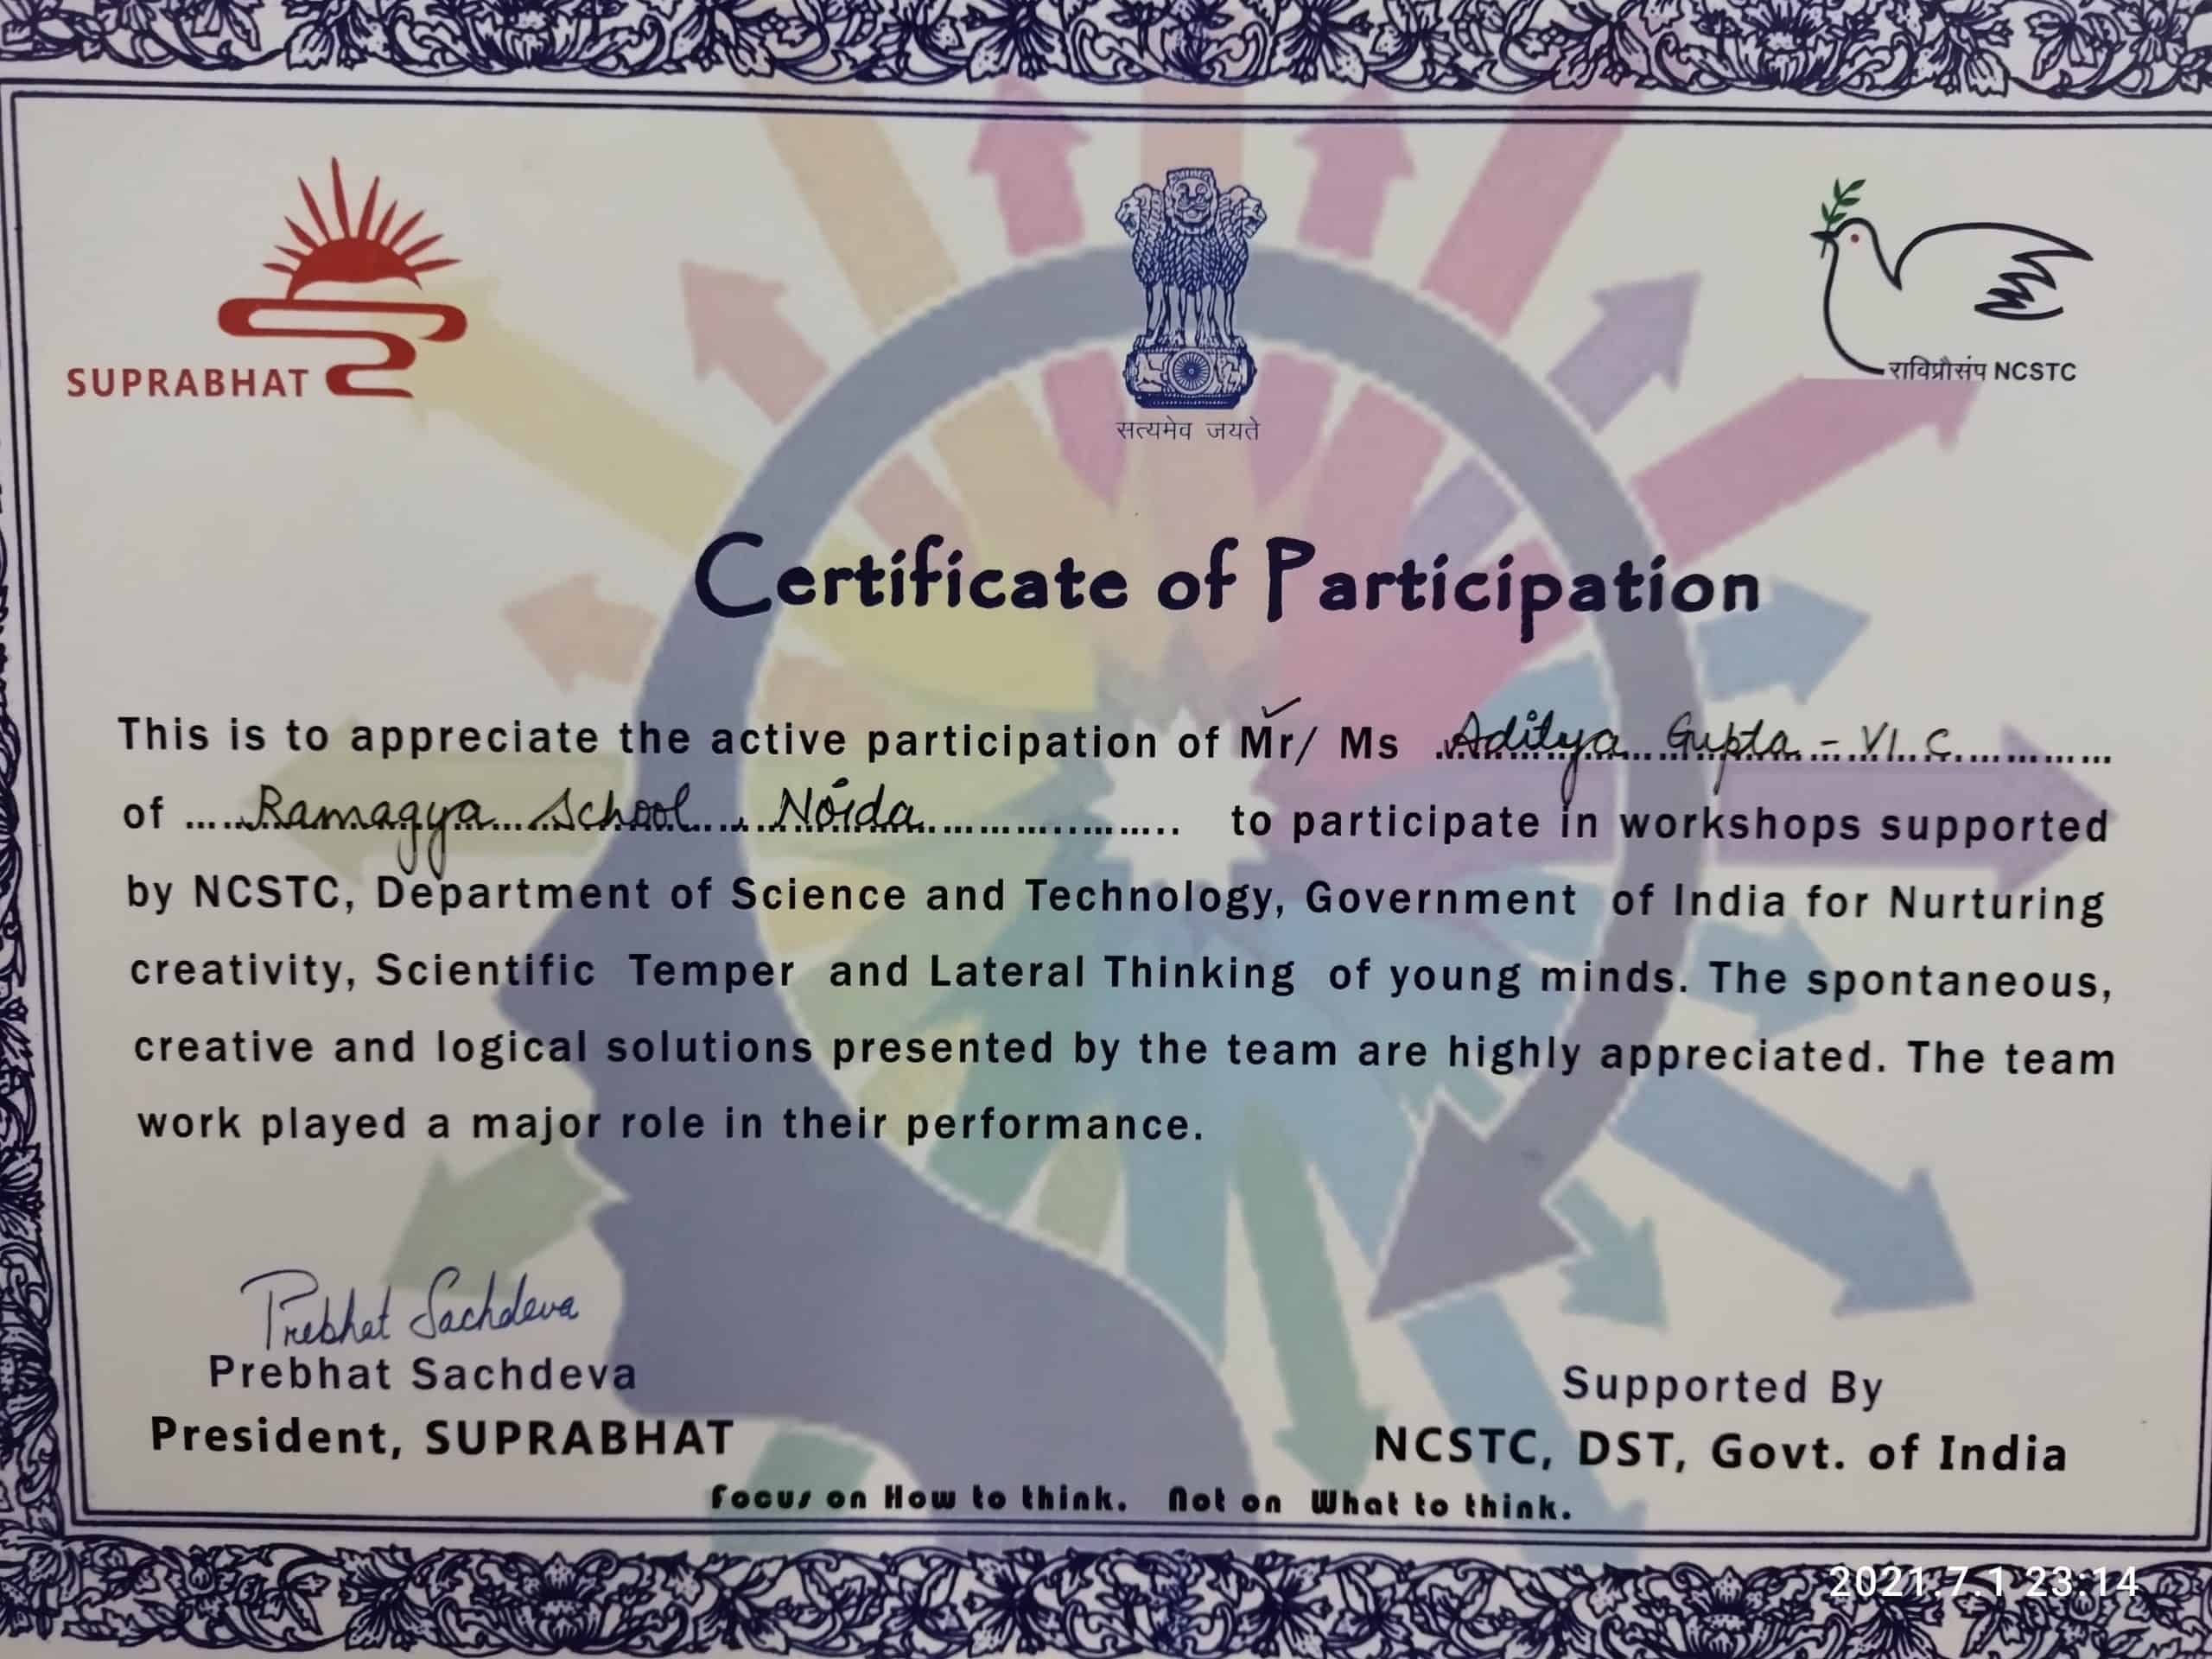 SUPRABHAT
सत्यमेव जयते
राविप्रौसंप NCSTC
Certificate of Participation
This is to appreciate the active participation of Mr/ Ms Aditya Gupta - VI C
of Ramagya School, Noida to participate in workshops supported
by NCSTC, Department of Science and Technology, Government of India for Nurturing
creativity, Scientific Temper and Lateral Thinking of young minds. The spontaneous,
creative and logical solutions presented by the team are highly appreciated. The team
work played a major role in their performance.
Prebhat Sachdeva
Prebhat Sachdeva
President, SUPRABHAT
Supported By
NCSTC, DST, Govt. of India
Focus on How to think. Not on What to think.
2021.7.1 23:14